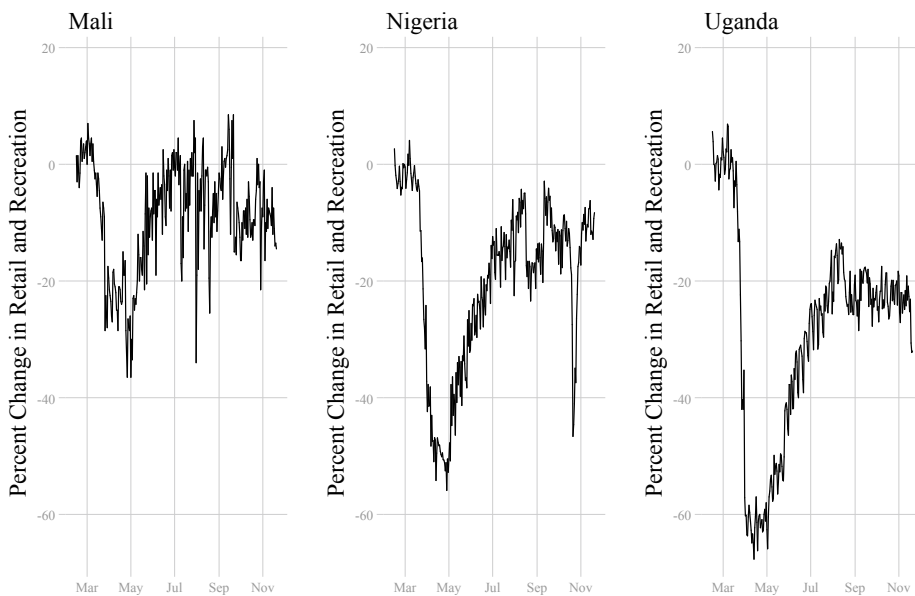 Mali
Percent Change in Retail and Recreation
20
0
-20
-40
-60
Mar May Jul Sep Nov
Nigeria
Percent Change in Retail and Recreation
20
0
-20
-40
-60
Mar May Jul Sep Nov
Uganda
Percent Change in Retail and Recreation
20
0
-20
-40
-60
Mar May Jul Sep Nov